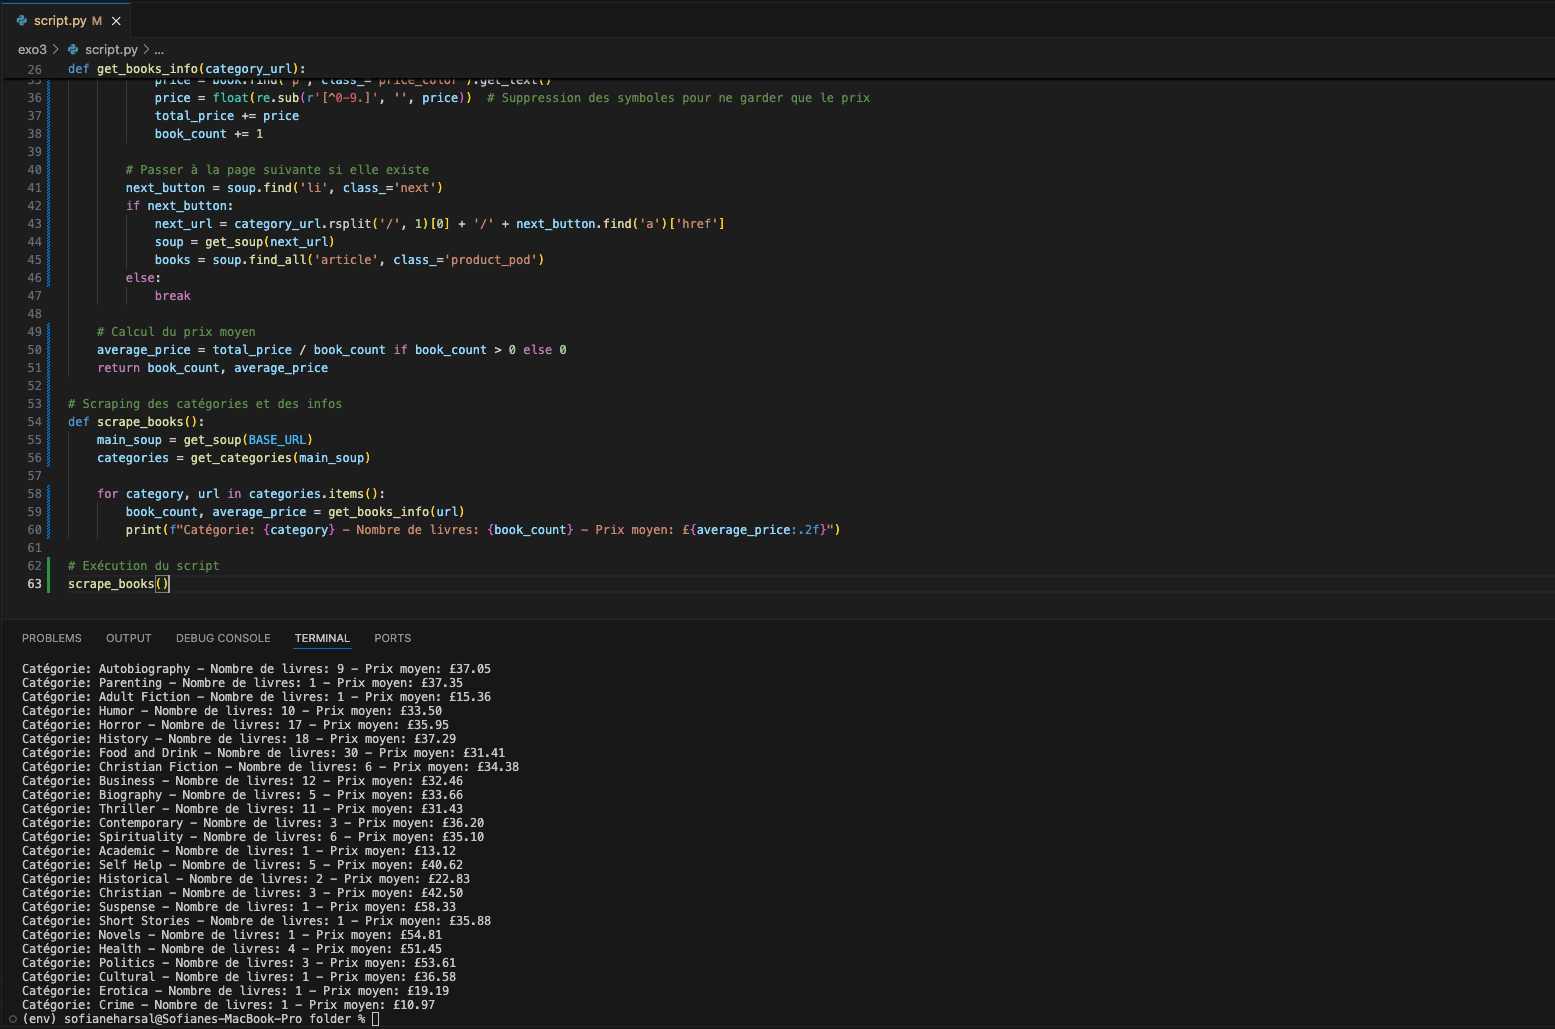 script.py M ×
exo3 > script.py > ...
26 def get_books_info(category_url):
35 price = book.find('p', class_='price_color').get_text()
36 price = float(re.sub(r'[^0-9.]', '', price))  # Suppression des symboles pour ne garder que le prix
37 total_price += price
38 book_count += 1
39
40 # Passer à la page suivante si elle existe
41 next_button = soup.find('li', class_='next')
42 if next_button:
43 next_url = category_url.rsplit('/', 1)[0] + '/' + next_button.find('a')['href']
44 soup = get_soup(next_url)
45 books = soup.find_all('article', class_='product_pod')
46 else:
47 break
48
49 # Calcul du prix moyen
50 average_price = total_price / book_count if book_count > 0 else 0
51 return book_count, average_price
52
53 # Scraping des catégories et des infos
54 def scrape_books():
55 main_soup = get_soup(BASE_URL)
56 categories = get_categories(main_soup)
57
58 for category, url in categories.items():
59 book_count, average_price = get_books_info(url)
60 print(f"Catégorie: {category} - Nombre de livres: {book_count} - Prix moyen: £{average_price:.2f}")
61
62 # Exécution du script
63 scrape_books()
PROBLEMS OUTPUT DEBUG CONSOLE TERMINAL PORTS
Catégorie: Autobiography - Nombre de livres: 9 - Prix moyen: £37.05
Catégorie: Parenting - Nombre de livres: 1 - Prix moyen: £37.35
Catégorie: Adult Fiction - Nombre de livres: 1 - Prix moyen: £15.36
Catégorie: Humor - Nombre de livres: 10 - Prix moyen: £33.50
Catégorie: Horror - Nombre de livres: 17 - Prix moyen: £35.95
Catégorie: History - Nombre de livres: 18 - Prix moyen: £37.29
Catégorie: Food and Drink - Nombre de livres: 30 - Prix moyen: £31.41
Catégorie: Christian Fiction - Nombre de livres: 6 - Prix moyen: £34.38
Catégorie: Business - Nombre de livres: 12 - Prix moyen: £32.46
Catégorie: Biography - Nombre de livres: 5 - Prix moyen: £33.66
Catégorie: Thriller - Nombre de livres: 11 - Prix moyen: £31.43
Catégorie: Contemporary - Nombre de livres: 3 - Prix moyen: £36.20
Catégorie: Spirituality - Nombre de livres: 6 - Prix moyen: £35.10
Catégorie: Academic - Nombre de livres: 1 - Prix moyen: £13.12
Catégorie: Self Help - Nombre de livres: 5 - Prix moyen: £40.62
Catégorie: Historical - Nombre de livres: 2 - Prix moyen: £22.83
Catégorie: Christian - Nombre de livres: 3 - Prix moyen: £42.50
Catégorie: Suspense - Nombre de livres: 1 - Prix moyen: £58.33
Catégorie: Short Stories - Nombre de livres: 1 - Prix moyen: £35.88
Catégorie: Novels - Nombre de livres: 1 - Prix moyen: £54.81
Catégorie: Health - Nombre de livres: 4 - Prix moyen: £51.45
Catégorie: Politics - Nombre de livres: 3 - Prix moyen: £53.61
Catégorie: Cultural - Nombre de livres: 1 - Prix moyen: £36.58
Catégorie: Erotica - Nombre de livres: 1 - Prix moyen: £19.19
Catégorie: Crime - Nombre de livres: 1 - Prix moyen: £10.97
(env) sofianeharsal@Sofianes-MacBook-Pro folder %